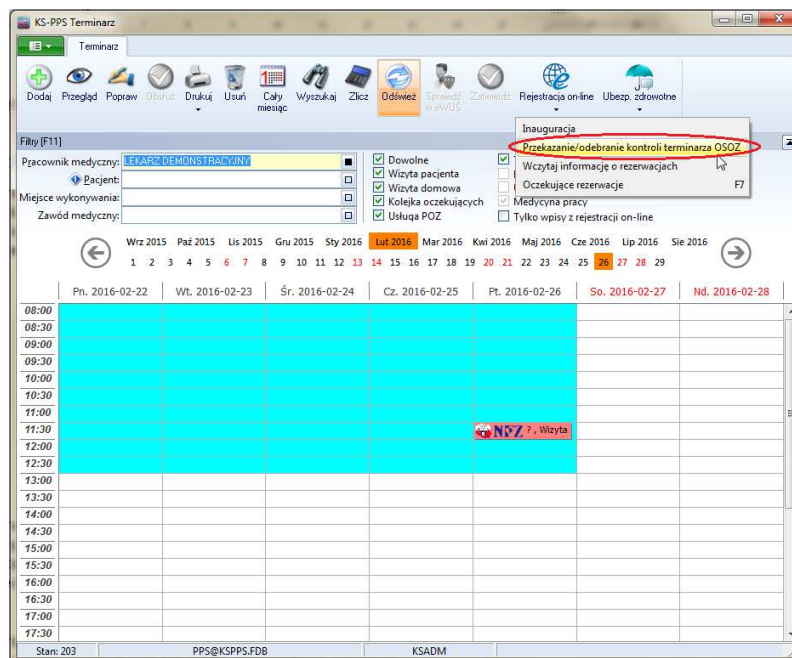 KS-PPS Terminarz
Terminarz
Dodaj Przegląd Popraw Obsłuż Drukuj Usuń Cały miesiąc Wyszukaj Zlicz Odśwież Sprawdź w eWUŚ Zatwierdź Rejestracja on-line Ubezp. zdrowotne
Inauguracja
Przekazanie/odebranie kontroli terminarza OSOZ
Wczytaj informację o rezerwacjach
Oczekujące rezerwacje F7
Filtry [F11]
Pracownik medyczny: LEKARZ DEMONSTRACYJNY
Pacjent:
Miejsce wykonywania:
Zawód medyczny:
Dowolne
Wizyta pacjenta
Wizyta domowa
Kolejka oczekujących
Usługa POZ
Medycyna pracy
Tylko wpisy z rejestracji on-line
Wrz 2015 Paź 2015 Lis 2015 Gru 2015 Sty 2016 Lut 2016 Mar 2016 Kwi 2016 Maj 2016 Cze 2016 Lip 2016 Sie 2016
1 2 3 4 5 6 7 8 9 10 11 12 13 14 15 16 17 18 19 20 21 22 23 24 25 26 27 28 29
Pn. 2016-02-22 Wt. 2016-02-23 Śr. 2016-02-24 Cz. 2016-02-25 Pt. 2016-02-26 So. 2016-02-27 Nd. 2016-02-28
08:00
08:30
09:00
09:30
10:00
10:30
11:00
11:30 NFZ ? , Wizyta
12:00
12:30
13:00
13:30
14:00
14:30
15:00
15:30
16:00
16:30
17:00
17:30
Stan: 203 PPS@KSPPS.FDB KSADM